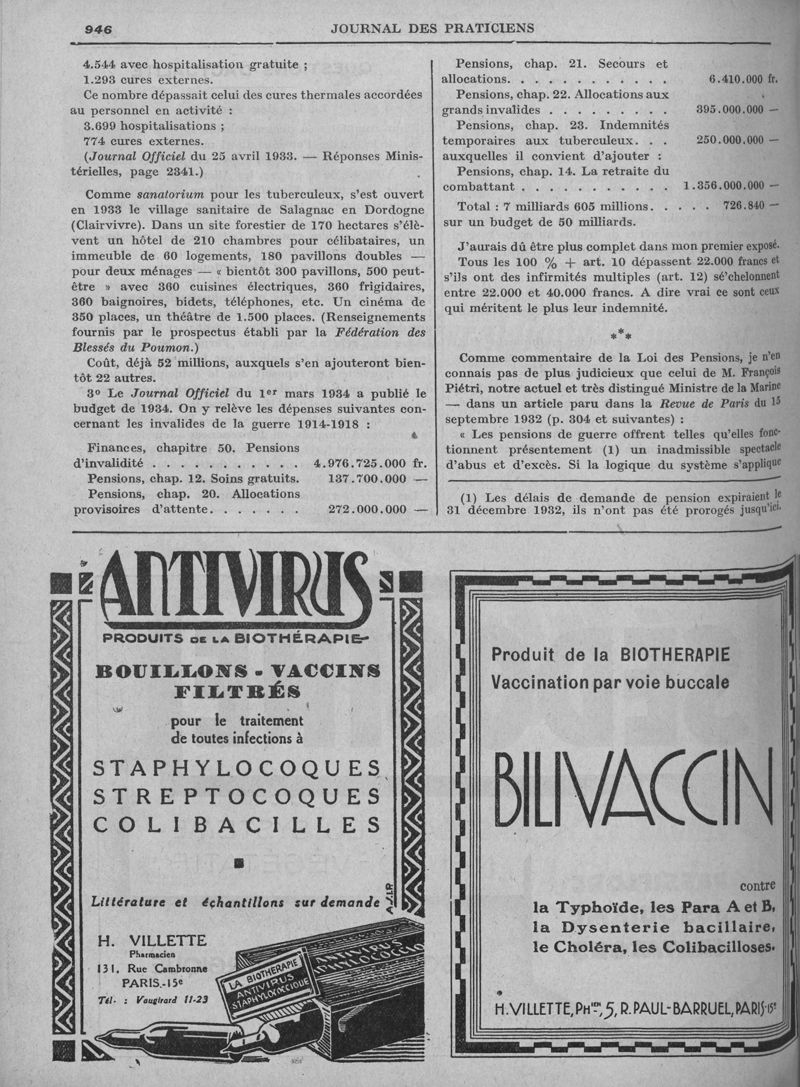 946
JOURNAL DES PRATICIENS
4.544 avec hospitalisation gratuite ;
1.293 cures externes.
Ce nombre dépassait celui des cures thermales accordées
au personnel en activité :
3.699 hospitalisations ;
774 cures externes.
(Journal Officiel du 25 avril 1933. — Réponses Minis-
térielles, page 2341.)
Comme sanatorium pour les tuberculeux, s'est ouvert
en 1933 le village sanitaire de Salagnac en Dordogne
(Clairvivre). Dans un site forestier de 170 hectares s'élè-
vent un hôtel de 210 chambres pour célibataires, un
immeuble de 60 logements, 180 pavillons doubles —
pour deux ménages — « bientôt 300 pavillons, 500 peut-
être » avec 360 cuisines électriques, 360 frigidaires,
360 baignoires, bidets, téléphones, etc. Un cinéma de
350 places, un théâtre de 1.500 places. (Renseignements
fournis par le prospectus établi par la Fédération des
Blessés du Poumon.)
Coût, déjà 52 millions, auxquels s'en ajouteront bien-
tôt 22 autres.
3º Le Journal Officiel du 1er mars 1934 a publié le
budget de 1934. On y relève les dépenses suivantes con-
cernant les invalides de la guerre 1914-1918 :
Finances, chapitre 50. Pensions
d'invalidité . . . . . . . . . . . 4.976.725.000 fr.
Pensions, chap. 12. Soins gratuits. 137.700.000 —
Pensions, chap. 20. Allocations
provisoires d'attente. . . . . . . 272.000.000 —
Pensions, chap. 21. Secours et
allocations. . . . . . . . . . . . 6.410.000 fr.
Pensions, chap. 22. Allocations aux
grands invalides . . . . . . . . . 395.000.000 —
Pensions, chap. 23. Indemnités
temporaires aux tuberculeux. . . 250.000.000 —
auxquelles il convient d'ajouter :
Pensions, chap. 14. La retraite du
combattant . . . . . . . . . . . 1.356.000.000 —
Total : 7 milliards 605 millions. . . . . 726.840 —
sur un budget de 50 milliards.
J'aurais dû être plus complet dans mon premier exposé.
Tous les 100 % + art. 10 dépassent 22.000 francs et
s'ils ont des infirmités multiples (art. 12) sé'chelonnent
entre 22.000 et 40.000 francs. A dire vrai ce sont ceux
qui méritent le plus leur indemnité.
***
Comme commentaire de la Loi des Pensions, je n'en
connais pas de plus judicieux que celui de M. François
Piétri, notre actuel et très distingué Ministre de la Marine
— dans un article paru dans la Revue de Paris du 15
septembre 1932 (p. 304 et suivantes) :
« Les pensions de guerre offrent telles qu'elles fonc-
tionnent présentement (1) un inadmissible spectacle
d'abus et d'excès. Si la logique du système s'applique
(1) Les délais de demande de pension expiraient le
31 décembre 1932, ils n'ont pas été prorogés jusqu'ici.
ANTIVIRUS
PRODUITS DE LA BIOTHÉRAPIE
BOUILLONS - VACCINS
FILTRÉS
pour le traitement
de toutes infections à
STAPHYLOCOQUES
STREPTOCOQUES
COLIBACILLES
Littérature et échantillons sur demande
H. VILLETTE
Pharmacien
131, Rue Cambronne
PARIS-15e
Tél. : Vaugirard 11-23
LA BIOTHERAPIE
ANTIVIRUS
STAPHYLOCOCCIQUE
ANTIVIRUS
Produit de la BIOTHERAPIE
Vaccination par voie buccale
BILIVACCIN
contre
la Typhoïde, les Para A et B,
la Dysenterie bacillaire,
le Choléra, les Colibacilloses.
H. VILLETTE, PHien, 5, R. PAUL-BARRUEL, PARIS-15e